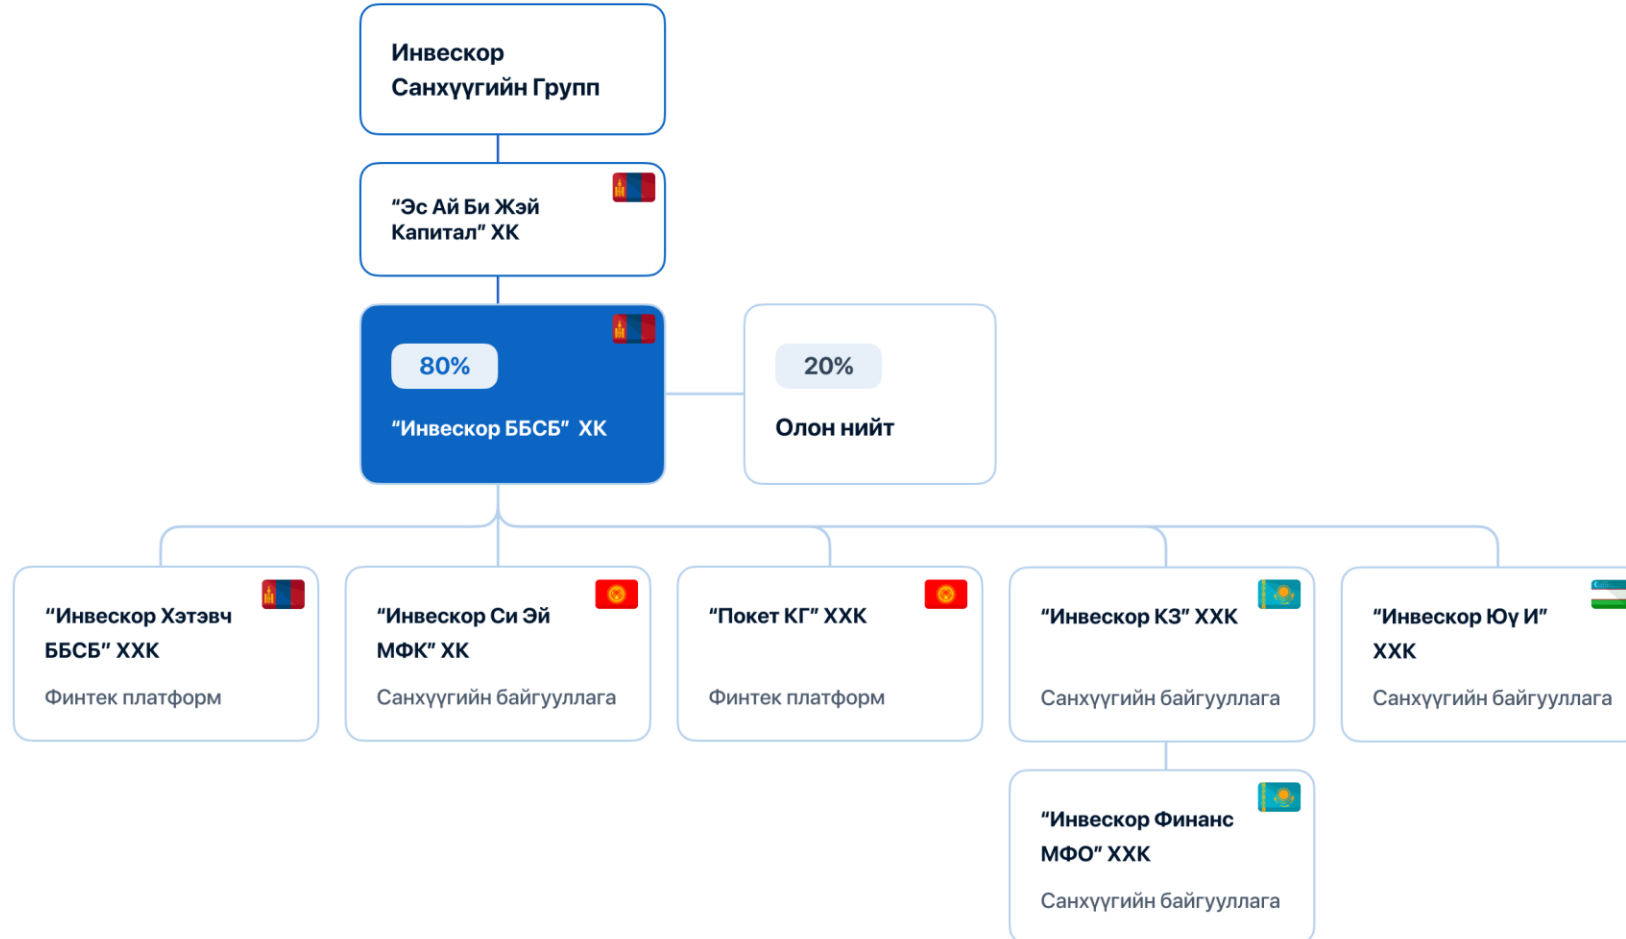 Инвескор
Санхүүгийн Групп
“Эс Ай Би Жэй
Капитал” ХК
80%
“Инвескор ББСБ” ХК
20%
Олон нийт
“Инвескор Хэтэвч
ББСБ” ХХК
Финтек платформ
“Инвескор Си Эй
МФК” ХК
Санхүүгийн байгууллага
“Покет КГ” ХХК
Финтек платформ
“Инвескор КЗ” ХХК
Санхүүгийн байгууллага
“Инвескор Юү И”
ХХК
Санхүүгийн байгууллага
“Инвескор Финанс
МФО” ХХК
Санхүүгийн байгууллага